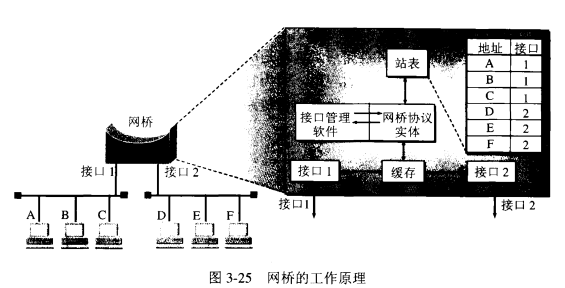 网桥
接口 1
接口 2
A
B
C
D
E
F
站表
接口管理
软件
网桥协议
实体
接口 1
缓存
接口 2
接口1
接口 2
地址 接口
A 1
B 1
C 1
D 2
E 2
F 2
图 3-25 网桥的工作原理